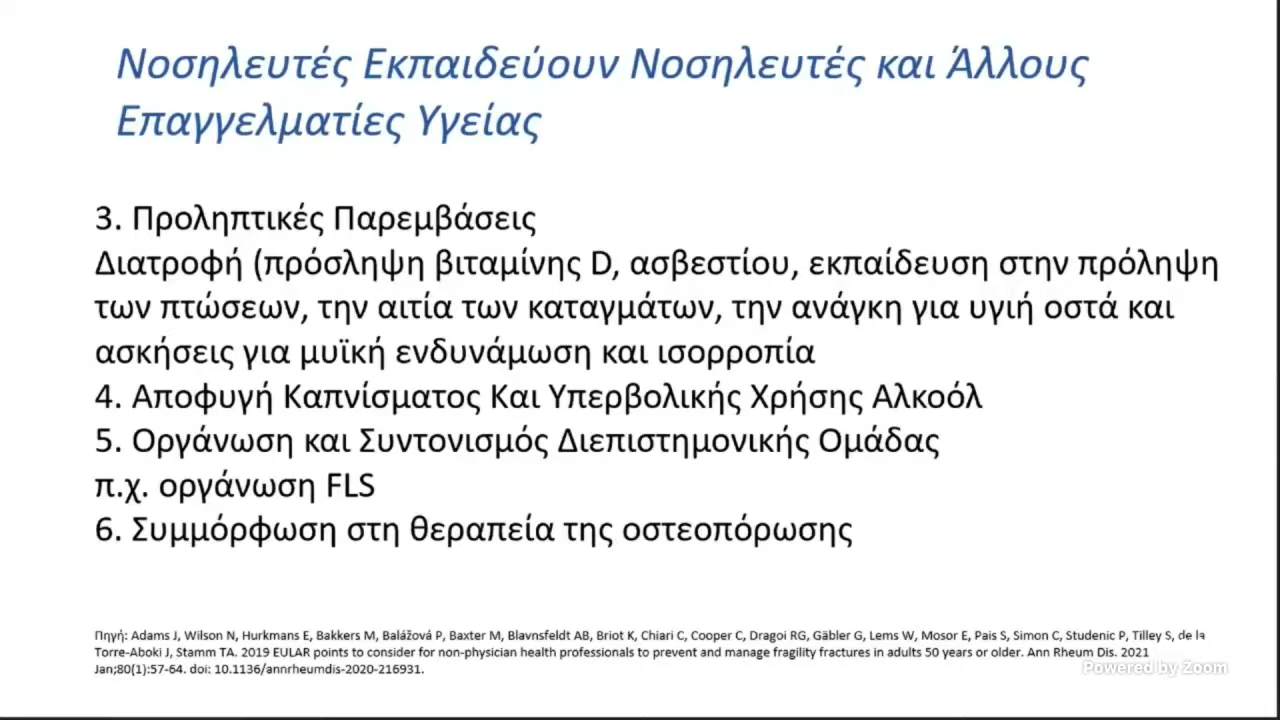 Νοσηλευτές Εκπαιδεύουν Νοσηλευτές και Άλλους
Επαγγελματίες Υγείας
3. Προληπτικές Παρεμβάσεις
Διατροφή (πρόσληψη βιταμίνης D, ασβεστίου, εκπαίδευση στην πρόληψη
των πτώσεων, την αιτία των καταγμάτων, την ανάγκη για υγιή οστά και
ασκήσεις για μυϊκή ενδυνάμωση και ισορροπία
4. Αποφυγή Καπνίσματος Και Υπερβολικής Χρήσης Αλκοόλ
5. Οργάνωση και Συντονισμός Διεπιστημονικής Ομάδας
π.χ. οργάνωση FLS
6. Συμμόρφωση στη θεραπεία της οστεοπόρωσης
Πηγή: Adams J, Wilson N, Hurkmans E, Bakkers M, Balážová P, Baxter M, Blavnsfeldt AB, Briot K, Chiari C, Cooper C, Dragoi RG, Gäbler G, Lems W, Mosor E, Pais S, Simon C, Studenic P, Tilley S, de la
Torre-Aboki J, Stamm TA. 2019 EULAR points to consider for non-physician health professionals to prevent and manage fragility fractures in adults 50 years or older. Ann Rheum Dis. 2021
Jan;80(1):57-64. doi: 10.1136/annrheumdis-2020-216931.
Powered by Zoom